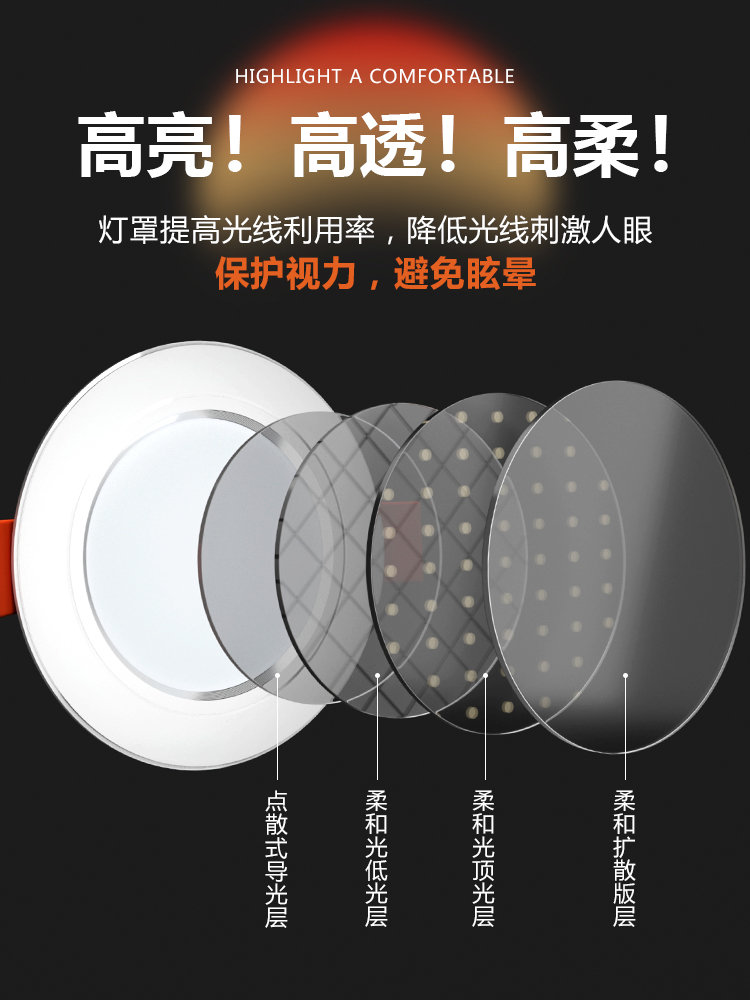 HIGHLIGHT A COMFORTABLE
高亮！高透！高柔！
灯罩提高光线利用率，降低光线刺激人眼
保护视力，避免眩晕
点散式导光层
柔和光低光层
柔和光顶光层
柔和扩散版层